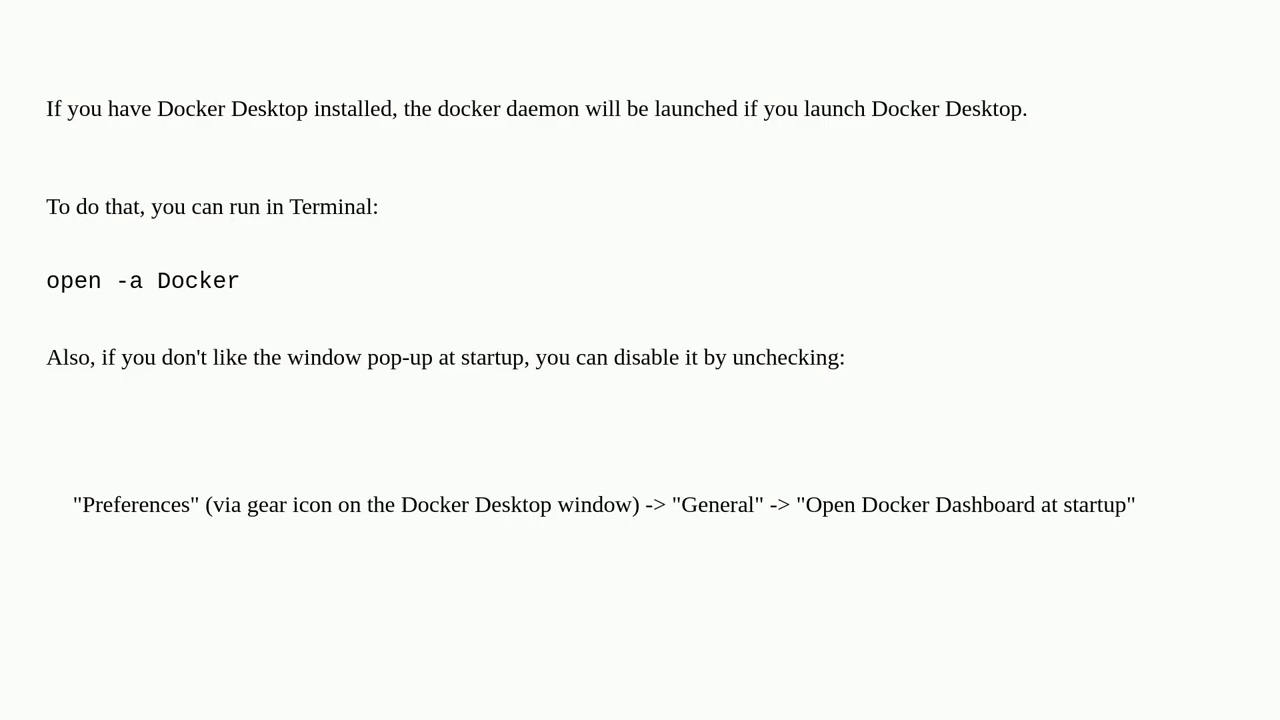 If you have Docker Desktop installed, the docker daemon will be launched if you launch Docker Desktop.
To do that, you can run in Terminal:
open -a Docker
Also, if you don't like the window pop-up at startup, you can disable it by unchecking:
"Preferences" (via gear icon on the Docker Desktop window) -> "General" -> "Open Docker Dashboard at startup"